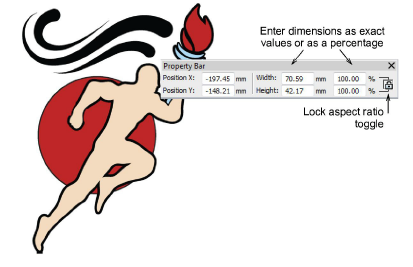 Enter dimensions as exact
values or as a percentage
Property Bar
Position X: -197.45 mm Width: 70.59 mm 100.00 %
Position Y: -148.21 mm Height: 42.17 mm 100.00 %
Lock aspect ratio
toggle